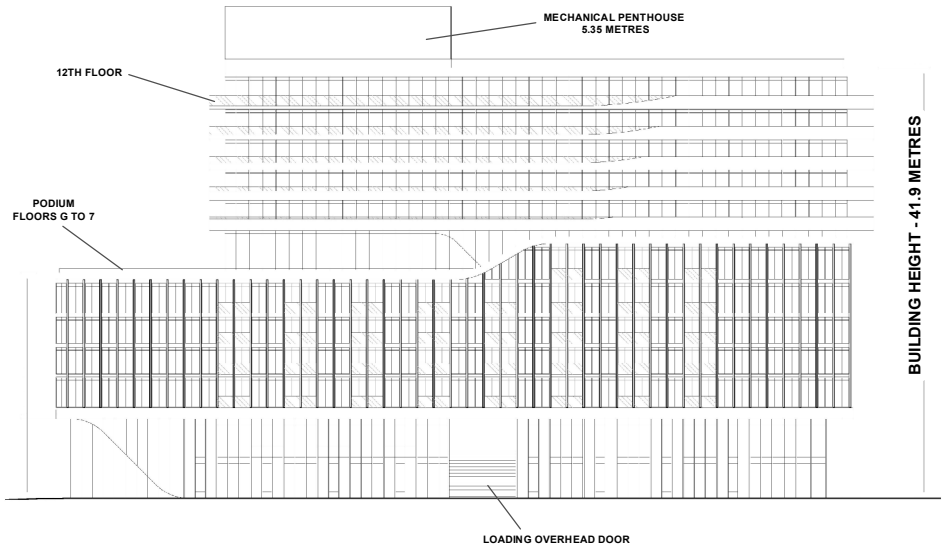 MECHANICAL PENTHOUSE
5.35 METRES
12TH FLOOR
PODIUM
FLOORS G TO 7
BUILDING HEIGHT - 41.9 METRES
LOADING OVERHEAD DOOR